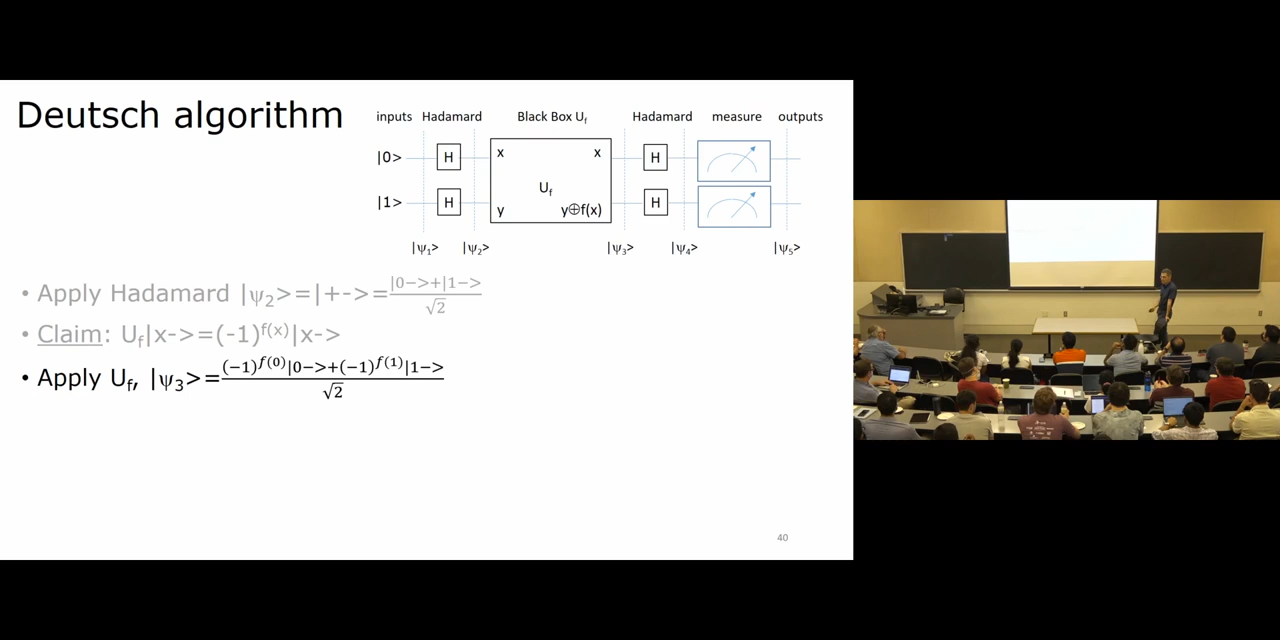 Deutsch algorithm
inputs Hadamard Black Box U_f Hadamard measure outputs
|0> H x x H
U_f
|1> H y y⊕f(x) H
|ψ₁> |ψ₂> |ψ₃> |ψ₄> |ψ₅>
• Apply Hadamard |ψ₂>=|+->=(|0->+|1->)/√2
• Claim: U_f|x->=(-1)^f(x)|x->
• Apply U_f, |ψ₃>=((−1)^f(0)|0->+(−1)^f(1)|1->)/√2
40